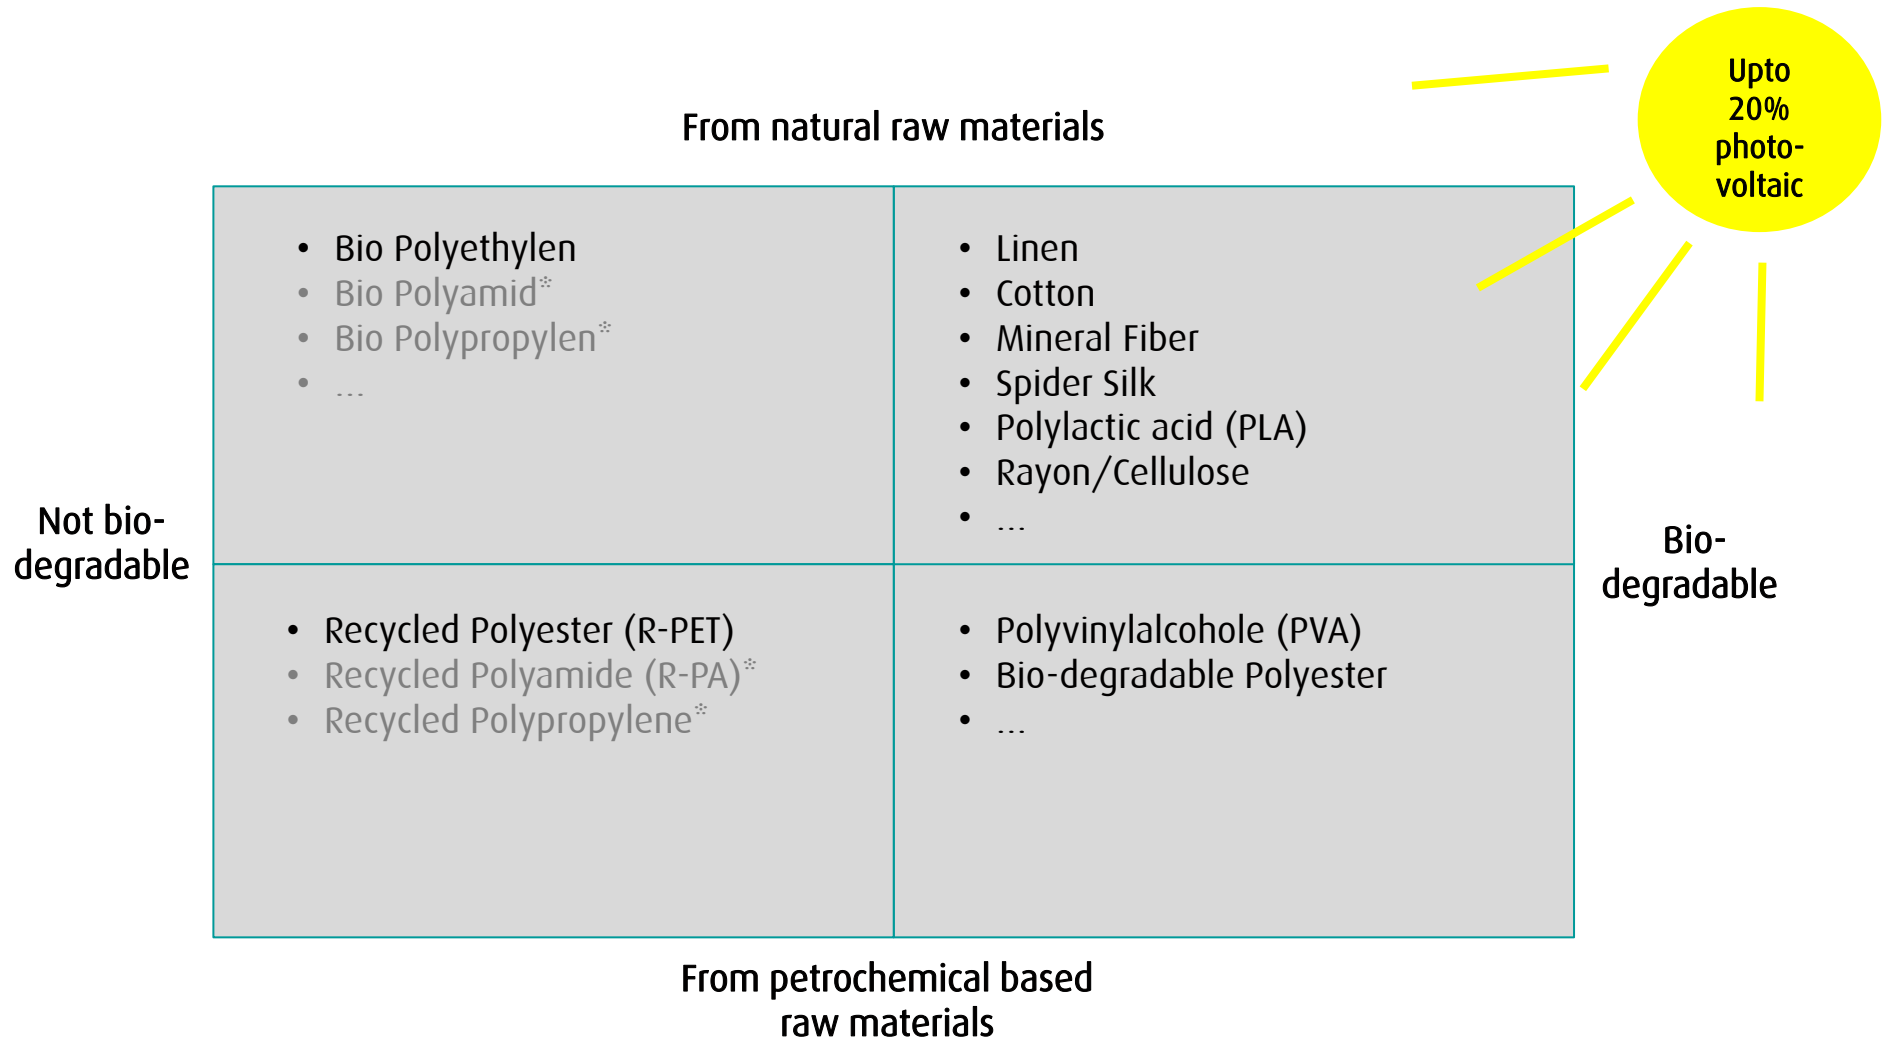 Upto
20%
photo-
voltaic
From natural raw materials
• Bio Polyethylen
• Bio Polyamid*
• Bio Polypropylen*
• ...
• Linen
• Cotton
• Mineral Fiber
• Spider Silk
• Polylactic acid (PLA)
• Rayon/Cellulose
• ...
Not bio-
degradable
Bio-
degradable
• Recycled Polyester (R-PET)
• Recycled Polyamide (R-PA)*
• Recycled Polypropylene*
• Polyvinylalcohole (PVA)
• Bio-degradable Polyester
• ...
From petrochemical based
raw materials